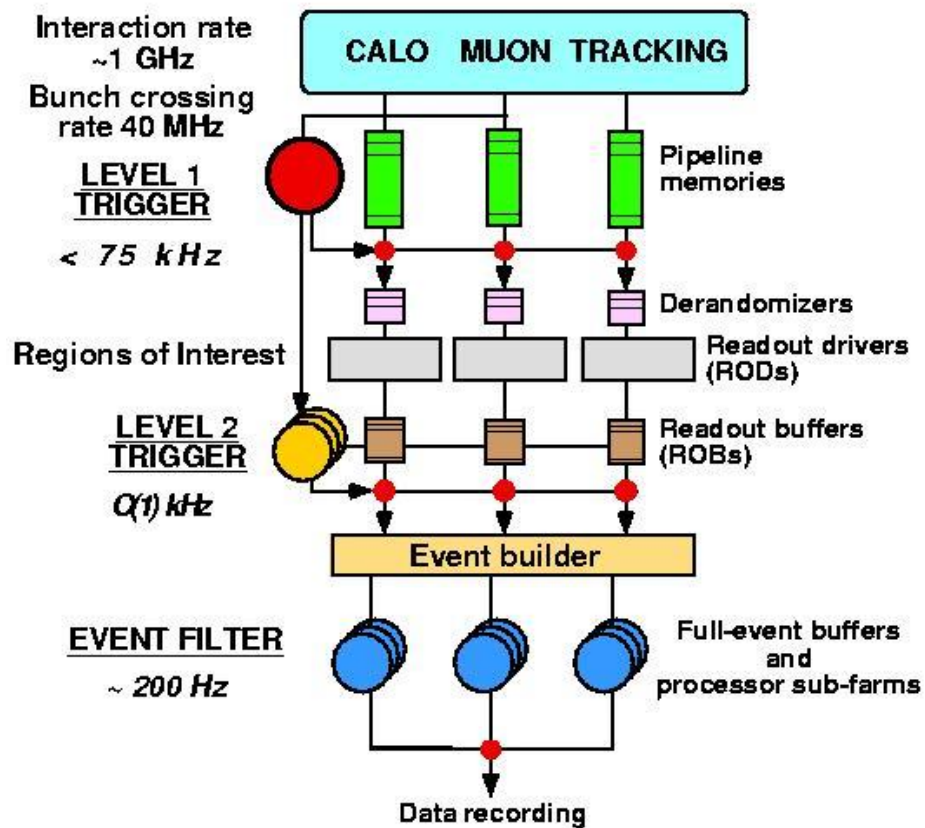 Interaction rate
~1 GHz
Bunch crossing
rate 40 MHz
CALO MUON TRACKING
LEVEL 1
TRIGGER
< 75 kHz
Pipeline
memories
Derandomizers
Regions of Interest
Readout drivers
(RODs)
LEVEL 2
TRIGGER
O(1) kHz
Readout buffers
(ROBs)
Event builder
EVENT FILTER
~ 200 Hz
Full-event buffers
and
processor sub-farms
Data recording